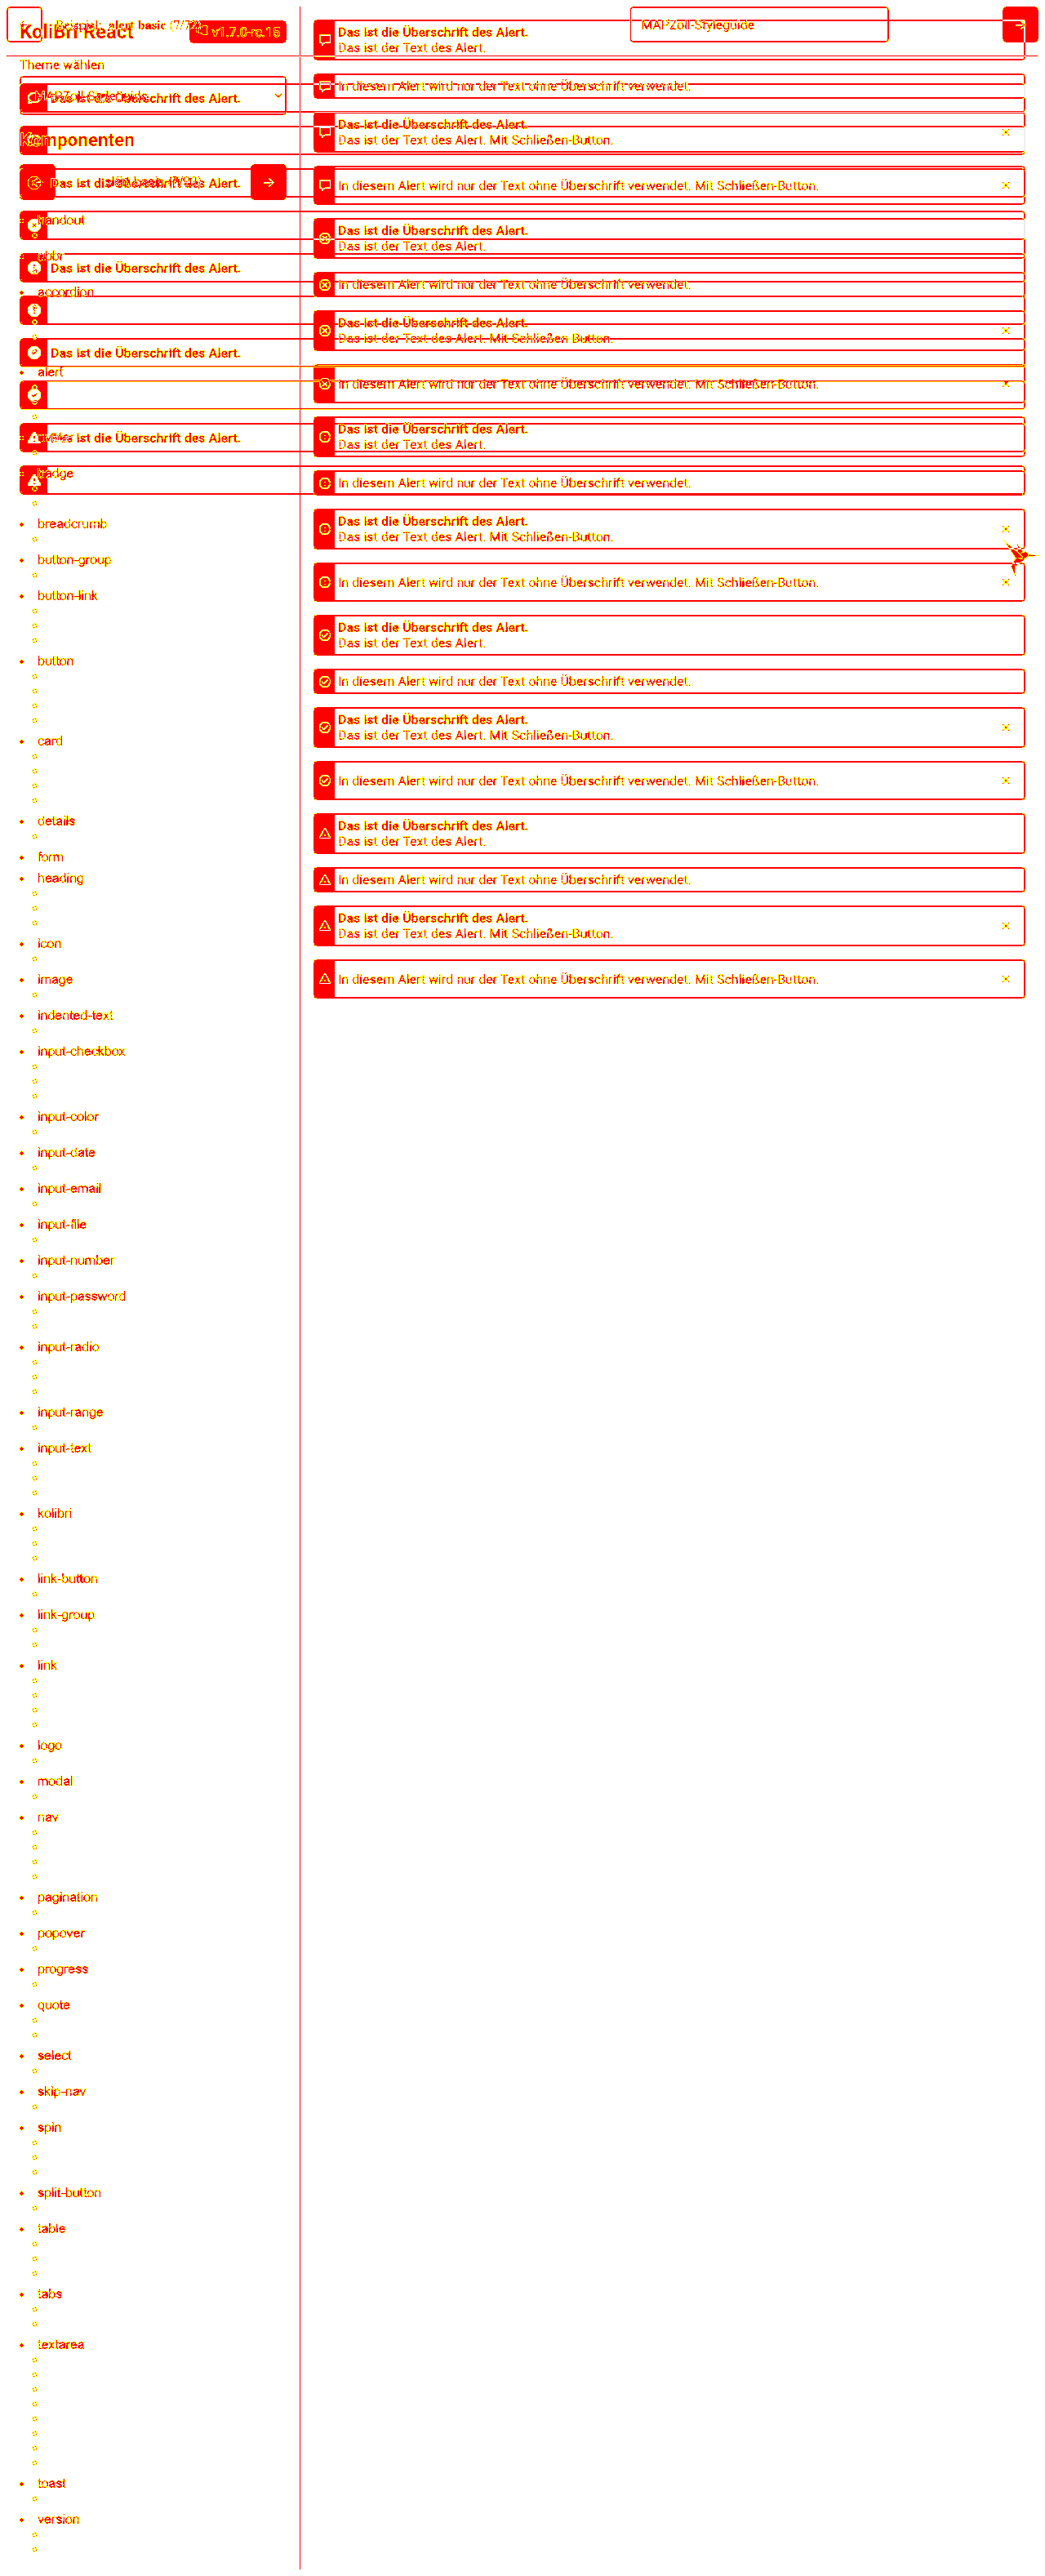 KoliBri React
v1.7.0-rc.15
Theme wählen
MAPZoll-Styleguide
Das ist die Überschrift des Alert.
Komponenten
Das ist die Überschrift des Alert.
handout
abbr
Das ist die Überschrift des Alert.
accordion
Das ist die Überschrift des Alert.
alert
Das ist die Überschrift des Alert.
badge
breadcrumb
button-group
button-link
button
card
details
form
heading
icon
image
indented-text
input-checkbox
input-color
input-date
input-email
input-file
input-number
input-password
input-radio
input-range
input-text
kolibri
link-button
link-group
link
logo
modal
nav
pagination
popover
progress
quote
select
skip-nav
spin
split-button
table
tabs
textarea
toast
version
MAPZoll-Styleguide
Das ist die Überschrift des Alert.
Das ist der Text des Alert.
In diesem Alert wird nur der Text ohne Überschrift verwendet.
Das ist die Überschrift des Alert.
Das ist der Text des Alert. Mit Schließen-Button.
In diesem Alert wird nur der Text ohne Überschrift verwendet. Mit Schließen-Button.
Das ist die Überschrift des Alert.
Das ist der Text des Alert.
In diesem Alert wird nur der Text ohne Überschrift verwendet.
Das ist die Überschrift des Alert.
Das ist der Text des Alert. Mit Schließen-Button.
In diesem Alert wird nur der Text ohne Überschrift verwendet. Mit Schließen-Button.
Das ist die Überschrift des Alert.
Das ist der Text des Alert.
In diesem Alert wird nur der Text ohne Überschrift verwendet.
Das ist die Überschrift des Alert.
Das ist der Text des Alert. Mit Schließen-Button.
In diesem Alert wird nur der Text ohne Überschrift verwendet. Mit Schließen-Button.
Das ist die Überschrift des Alert.
Das ist der Text des Alert.
In diesem Alert wird nur der Text ohne Überschrift verwendet.
Das ist die Überschrift des Alert.
Das ist der Text des Alert. Mit Schließen-Button.
In diesem Alert wird nur der Text ohne Überschrift verwendet. Mit Schließen-Button.
Das ist die Überschrift des Alert.
Das ist der Text des Alert.
In diesem Alert wird nur der Text ohne Überschrift verwendet.
Das ist die Überschrift des Alert.
Das ist der Text des Alert. Mit Schließen-Button.
In diesem Alert wird nur der Text ohne Überschrift verwendet. Mit Schließen-Button.